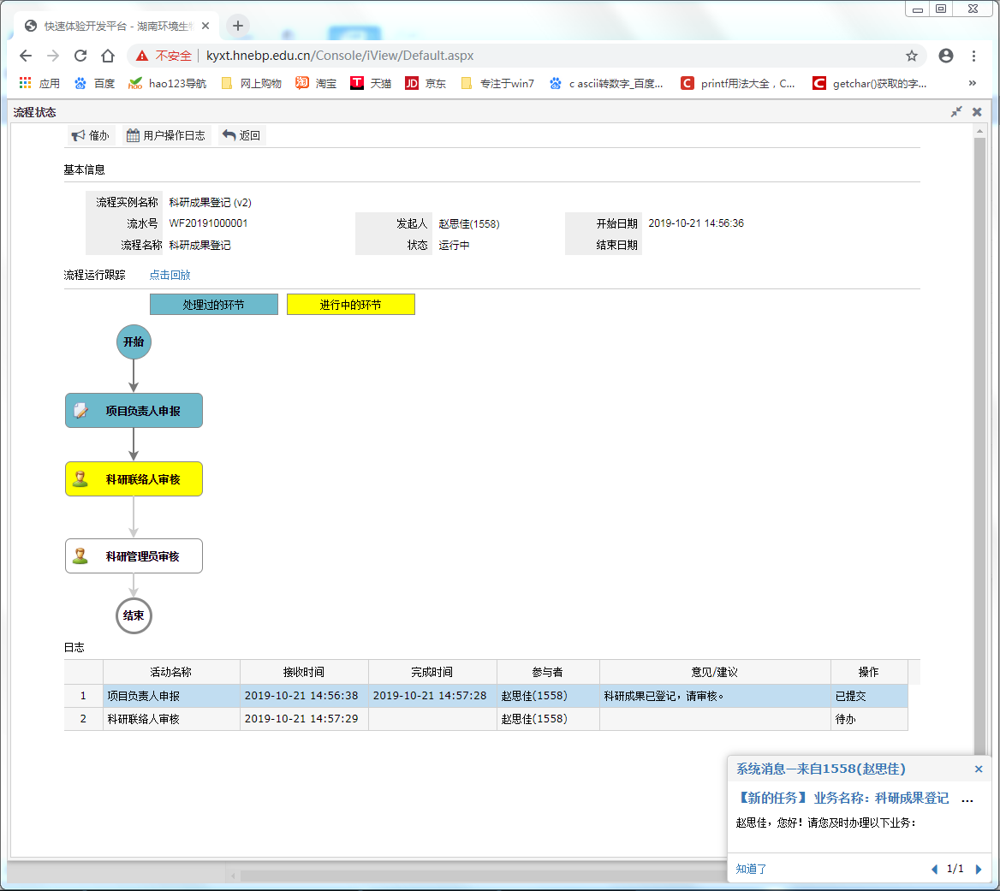 快速体验开发平台 - 湖南环境生物
不安全 kyxt.hnebp.edu.cn/Console/iView/Default.aspx
应用 百度 hao123导航 网上购物 淘宝 天猫 京东 专注于win7 c ascii转数字_百度... printf用法大全，C... getchar()获取的字... »
流程状态
催办 用户操作日志 返回
基本信息
流程实例名称 科研成果登记 (v2)
流水号 WF20191000001 发起人 赵思佳(1558) 开始日期 2019-10-21 14:56:36
流程名称 科研成果登记 状态 运行中 结束日期
流程运行跟踪 点击回放
处理过的环节 进行中的环节
开始
项目负责人申报
科研联络人审核
科研管理员审核
结束
日志
活动名称 接收时间 完成时间 参与者 意见/建议 操作
1 项目负责人申报 2019-10-21 14:56:38 2019-10-21 14:57:28 赵思佳(1558) 科研成果已登记，请审核。 已提交
2 科研联络人审核 2019-10-21 14:57:29 赵思佳(1558) 待办
系统消息—来自1558(赵思佳)
【新的任务】 业务名称：科研成果登记 ...
赵思佳，您好！请您及时办理以下业务：
知道了 1/1